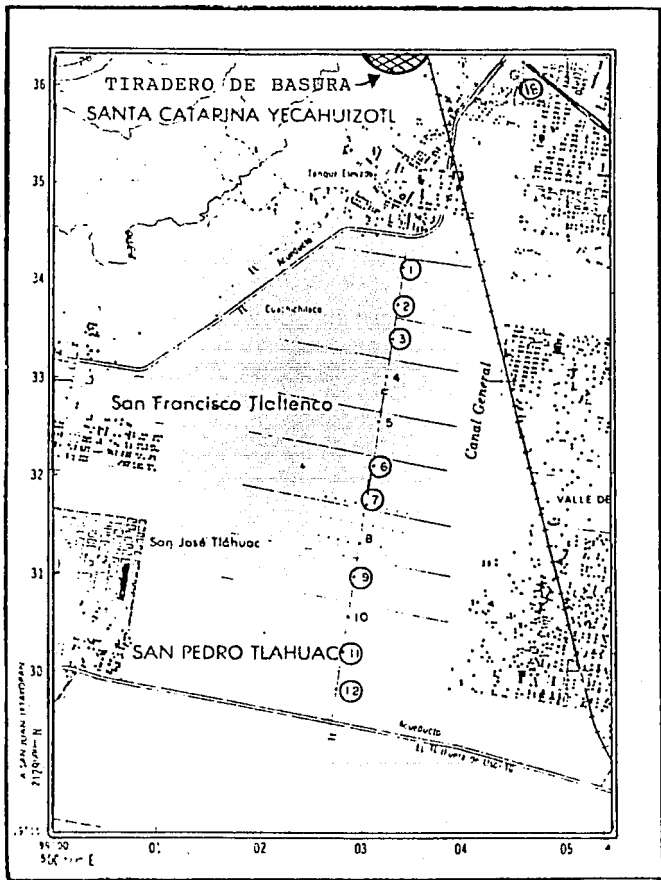 36
TIRADERO DE BASURA
SANTA CATARINA YECAHUIZOTL
G
1E
35
Tanque Elevado
34
Acueducto
1
Cuachichilaco
2
3
33
4
San Francisco Tlaltenco
5
Canal General
32
6
7
VALLE DE
San José Tláhuac
8
31
9
10
SAN PEDRO TLAHUAC
11
30
12
Acueducto
01
02
03
04
05